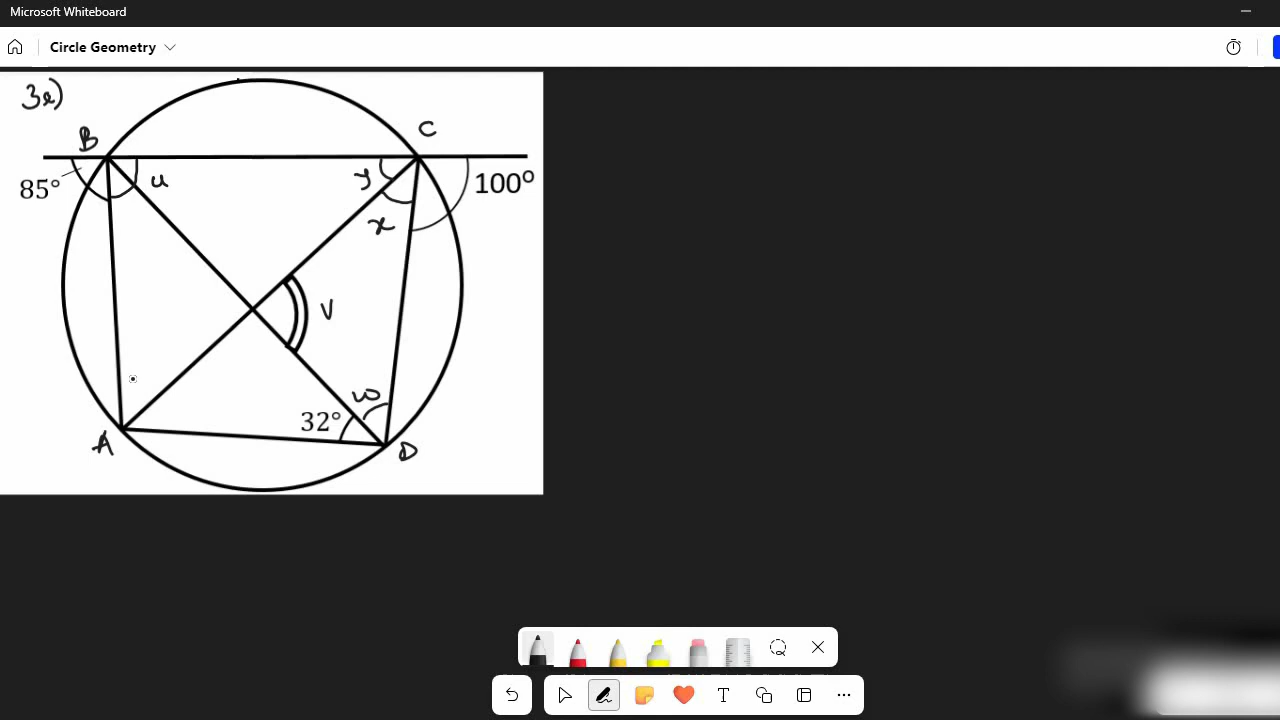 Microsoft Whiteboard
Circle Geometry
3e)
B
C
85°
u
y
100°
x
V
w
32°
A
D
T